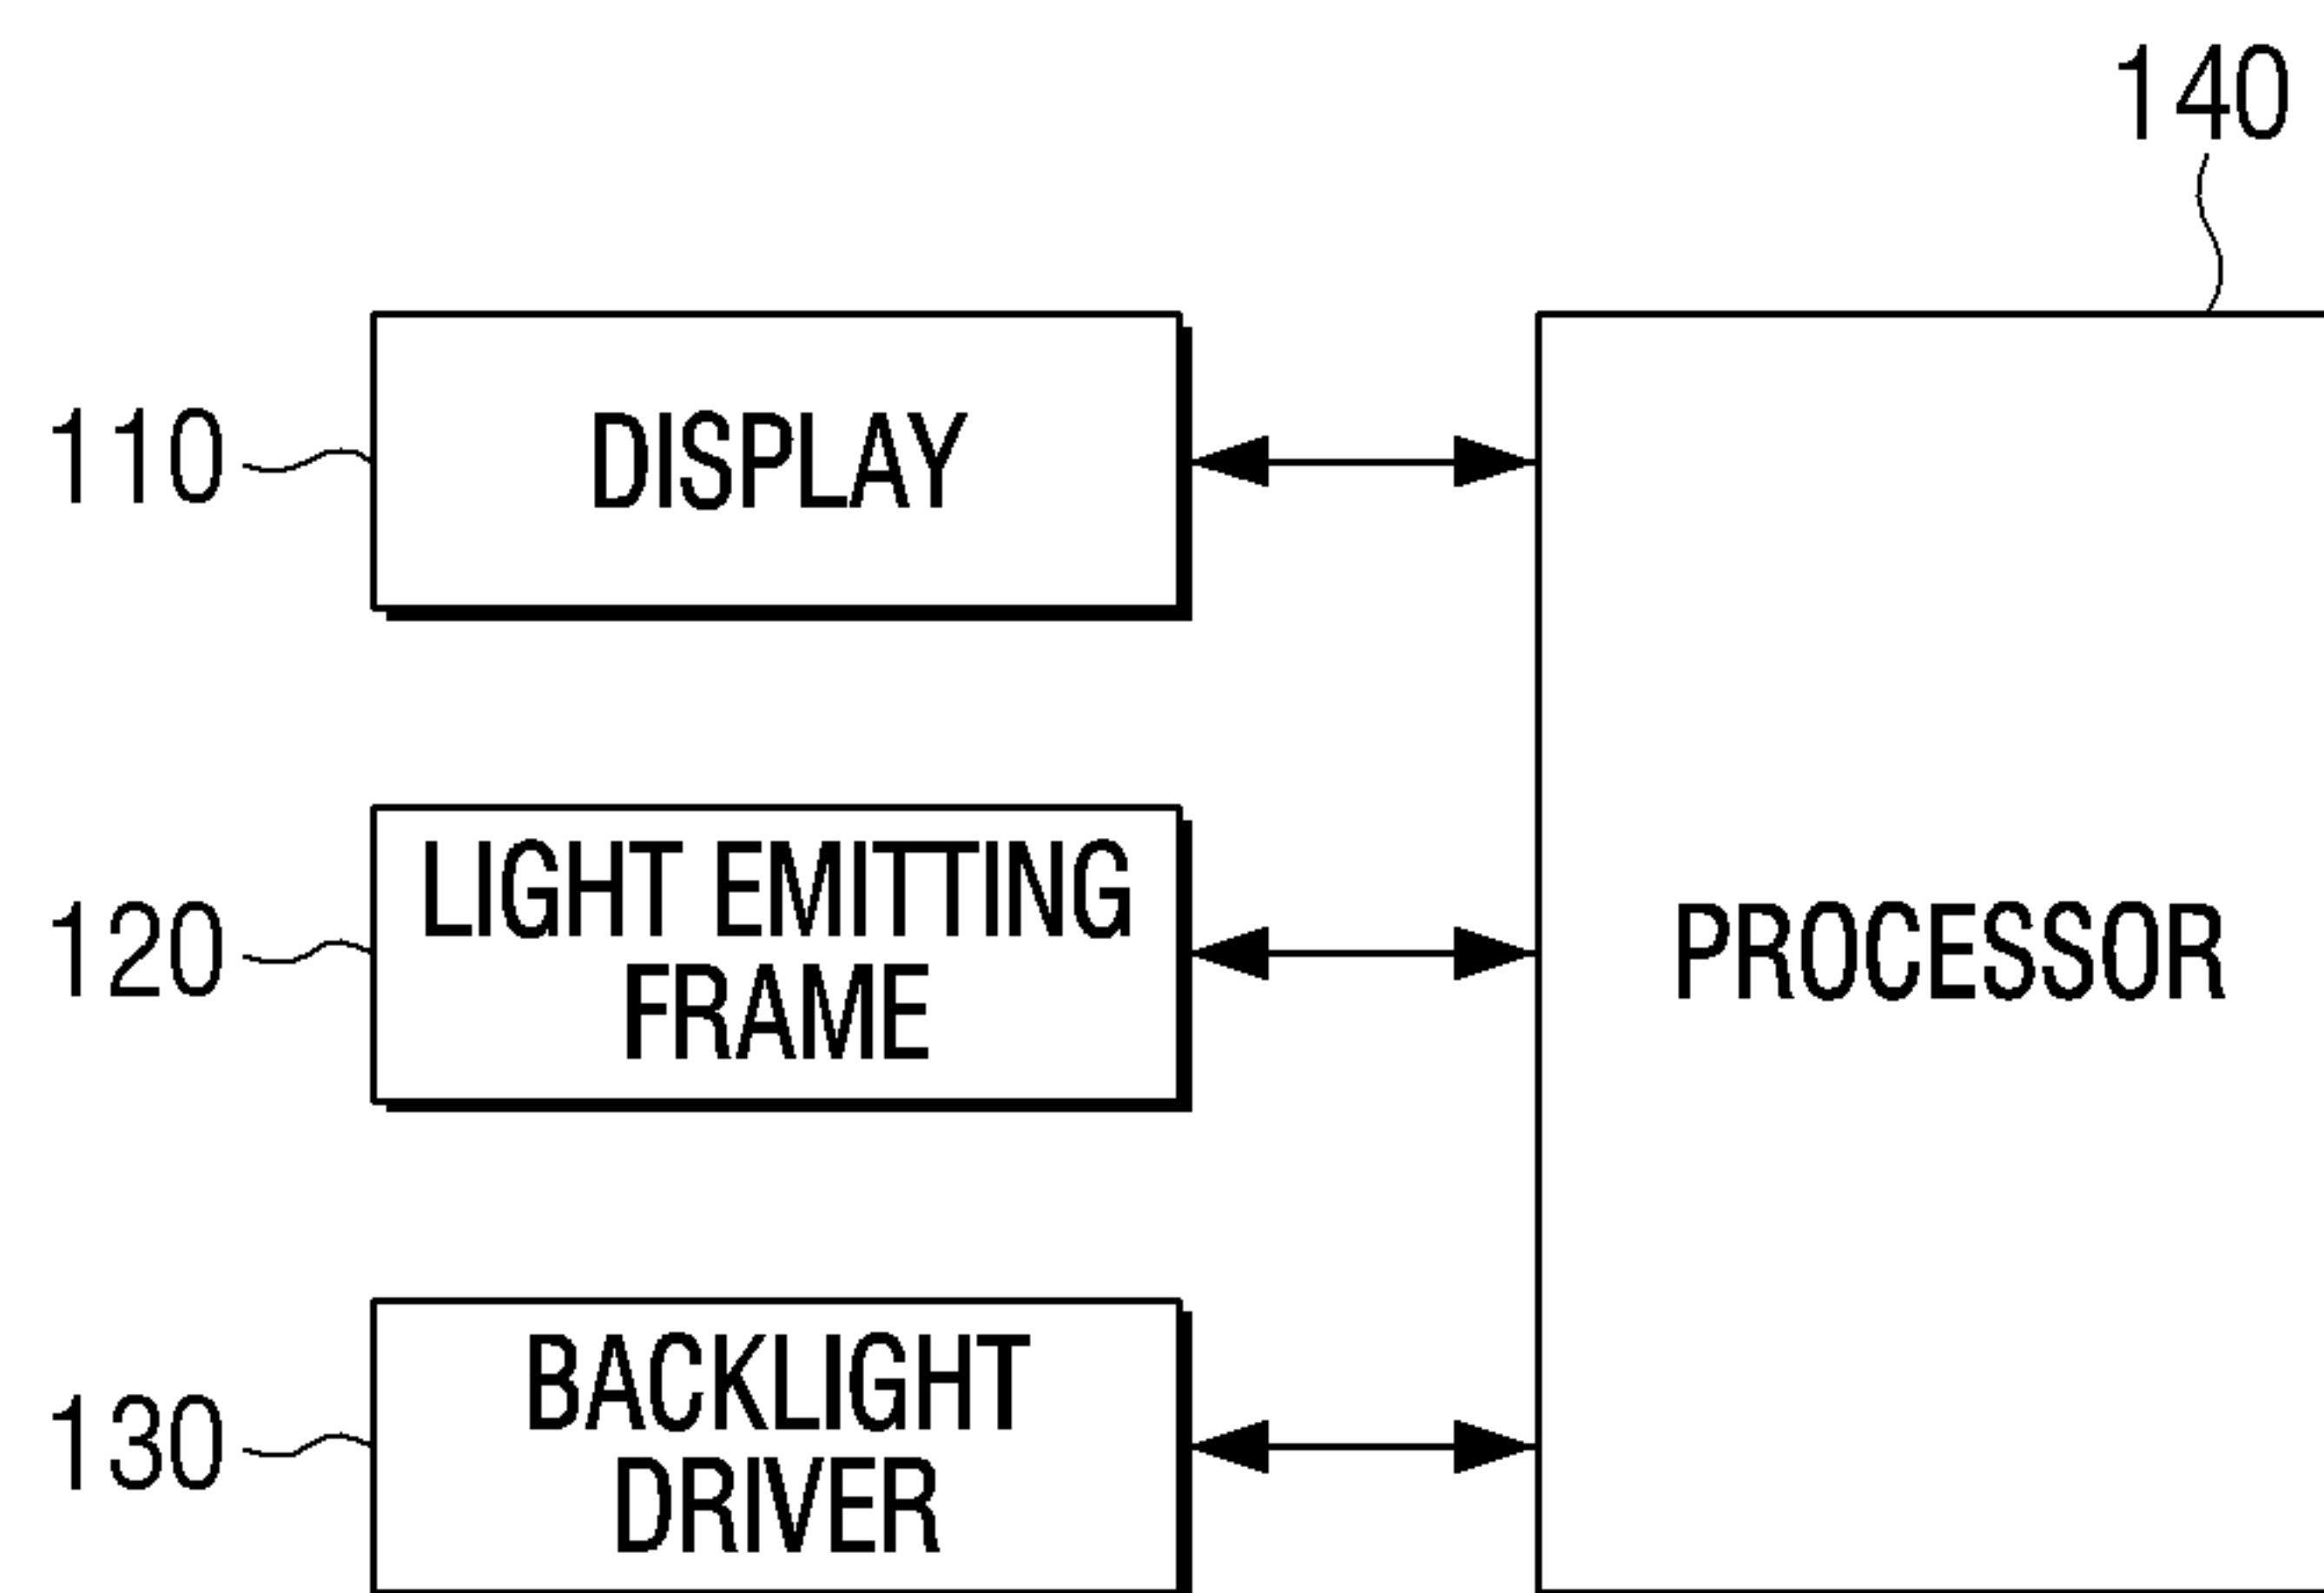 140
110
DISPLAY
120
LIGHT EMITTING
FRAME
PROCESSOR
130
BACKLIGHT
DRIVER